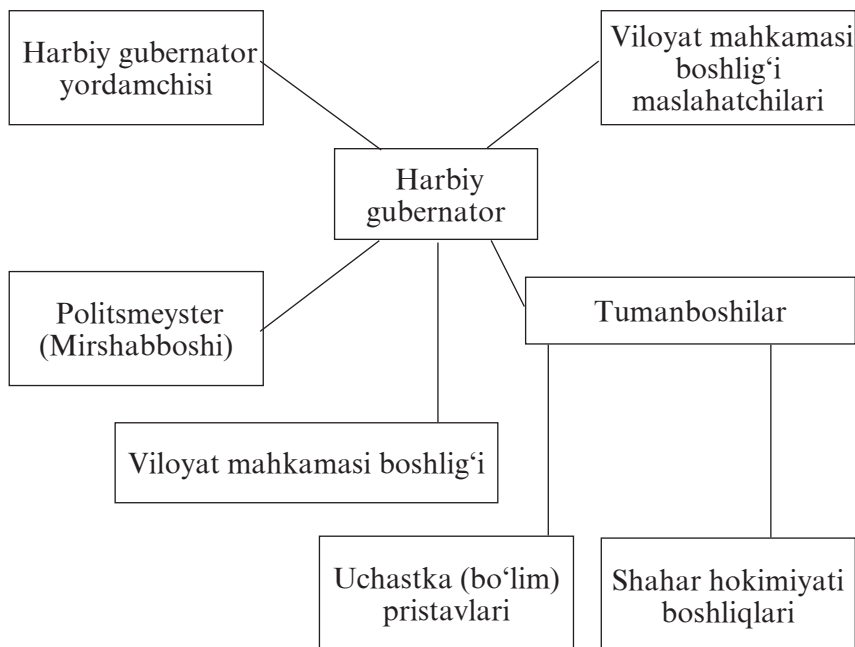 Harbiy gubernator
yordamchisi
Viloyat mahkamasi
boshlig‘i
maslahatchilari
Harbiy
gubernator
Politsmeyster
(Mirshabboshi)
Tumanboshilar
Viloyat mahkamasi boshlig‘i
Uchastka (bo‘lim)
pristavlari
Shahar hokimiyati
boshliqlari